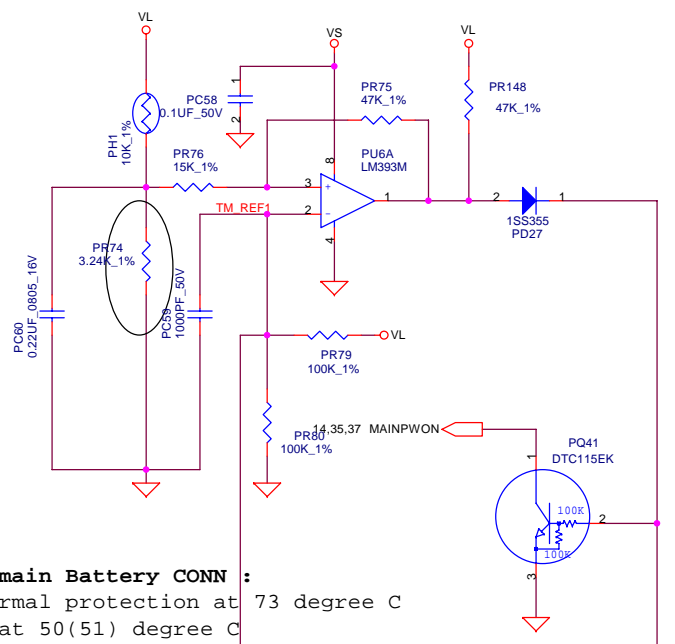 VL
VS
VL
PC58
0.1UF_50V
1
2
PR75
47K_1%
PR148
47K_1%
PH1
10K_1%
PR76
15K_1%
PU6A
LM393M
8
3
+
1
2
-
4
TM_REF1
2
1
1SS355
PD27
PR74
3.24K_1%
PC60
0.22UF_0805_16V
PC59
1000PF_50V
VL
PR79
100K_1%
PR80
100K_1%
14,35,37 MAINPWON
PQ41
DTC115EK
1
100K
2
100K
3
main Battery CONN :
rmal protection at 73 degree C
at 50(51) degree C